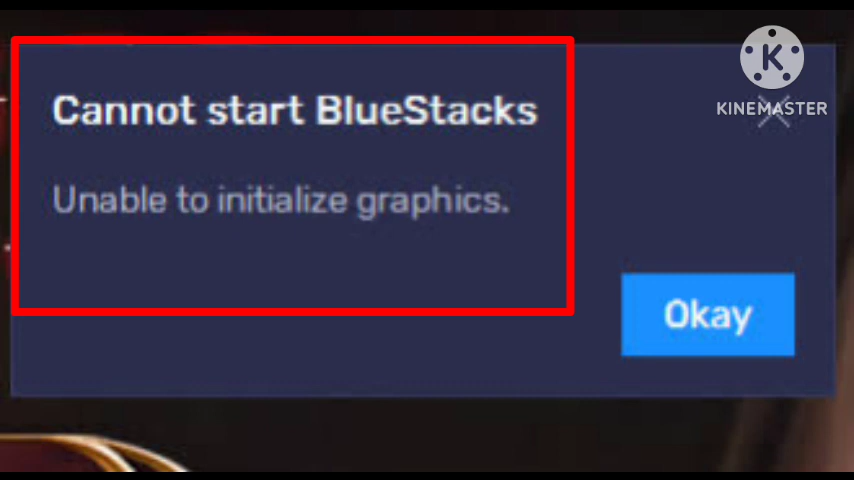 Cannot start BlueStacks
Unable to initialize graphics.
Okay
K
KINEMASTER